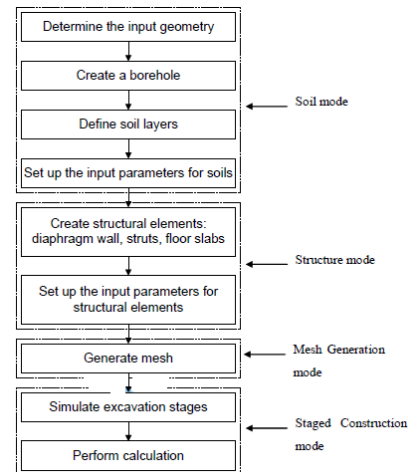 Determine the input geometry
Create a borehole
Define soil layers
Set up the input parameters for soils
Soil mode
Create structural elements:
diaphragm wall, struts, floor slabs
Set up the input parameters for
structural elements
Structure mode
Generate mesh
Mesh Generation
mode
Simulate excavation stages
Perform calculation
Staged Construction
mode